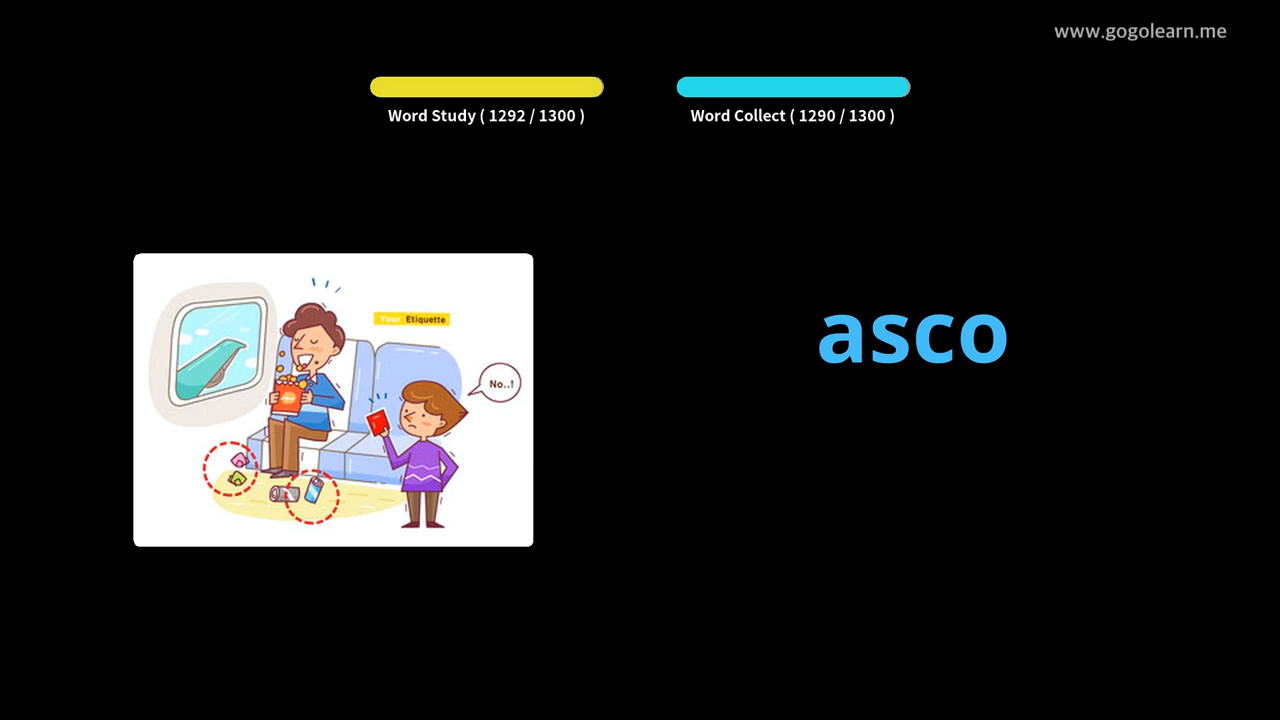 www.gogolearn.me
Word Study ( 1292 / 1300 )
Word Collect ( 1290 / 1300 )
Your Etiquette
No..!
asco